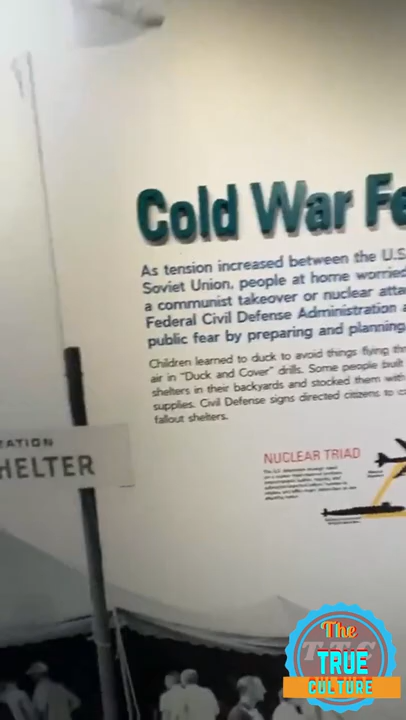 Cold War Fe
As tension increased between the U.S
Soviet Union, people at home worried
a communist takeover or nuclear atta
Federal Civil Defense Administration a
public fear by preparing and planning
Children learned to duck to avoid things flying th
air in "Duck and Cover" drills. Some people built
shelters in their backyards and stocked them with
supplies. Civil Defense signs directed citizens to
fallout shelters.
TATION
HELTER
NUCLEAR TRIAD
The
TTC
TRUE
CULTURE